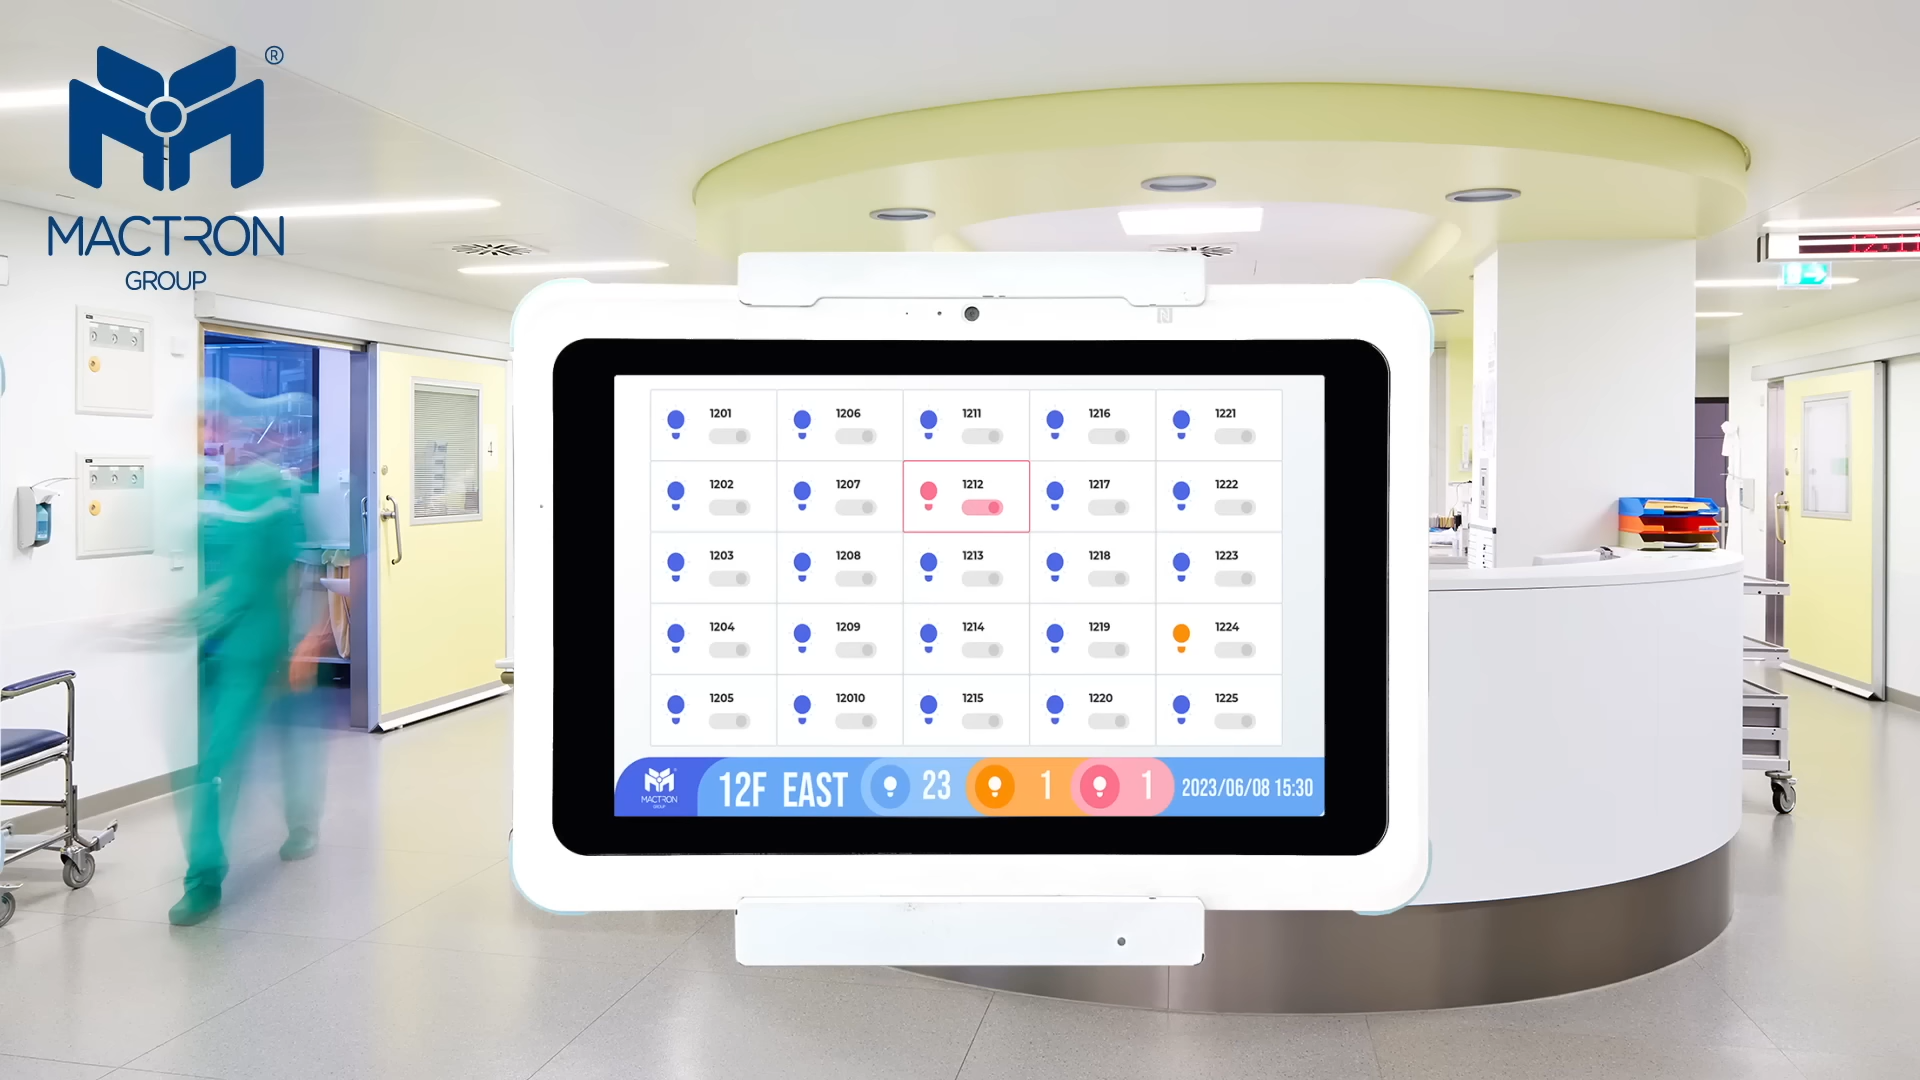 ®
MACTRON
GROUP
1201 1206 1211 1216 1221
1202 1207 1212 1217 1222
1203 1208 1213 1218 1223
1204 1209 1214 1219 1224
1205 12010 1215 1220 1225
MACTRON
GROUP
12F EAST 23 1 1 2023/06/08 15:30